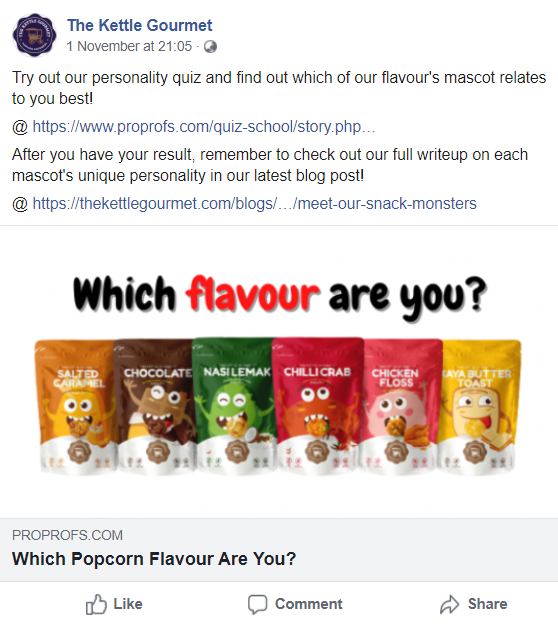 The Kettle Gourmet
1 November at 21:05 ·
Try out our personality quiz and find out which of our flavour's mascot relates
to you best!
@ https://www.proprofs.com/quiz-school/story.php…
After you have your result, remember to check out our full writeup on each
mascot's unique personality in our latest blog post!
@ https://thekettlegourmet.com/blogs/…/meet-our-snack-monsters
Which flavour are you?
SALTED
CARAMEL
CHOCOLATE
NASI LEMAK
CHILLI CRAB
CHICKEN
FLOSS
KAYA BUTTER
TOAST
PROPROFS.COM
Which Popcorn Flavour Are You?
Like
Comment
Share